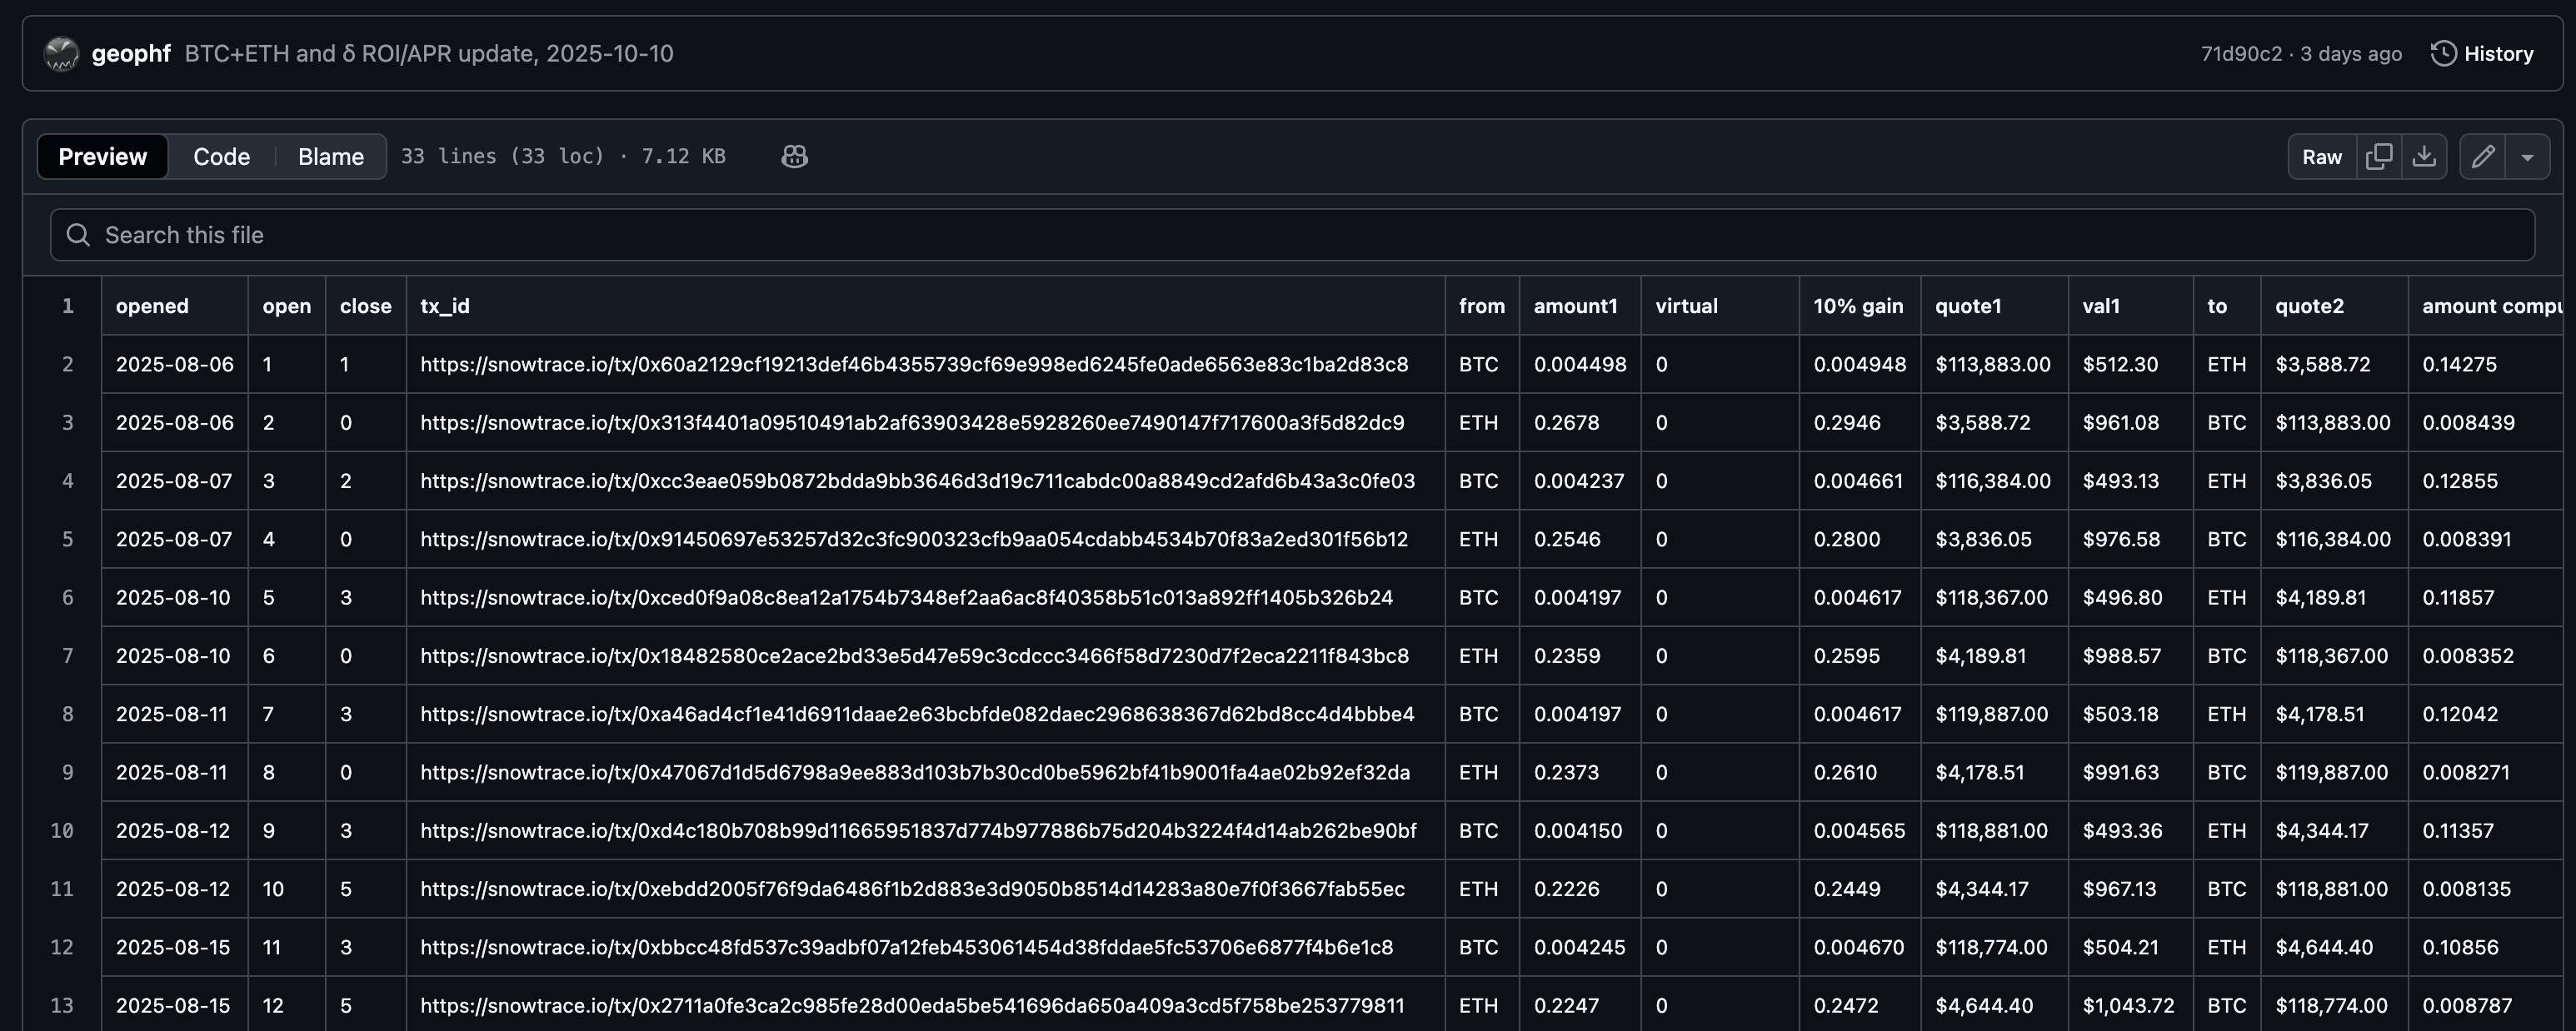 geophf BTC+ETH and δ ROI/APR update, 2025-10-10 71d90c2 · 3 days ago History
Preview Code Blame 33 lines (33 loc) · 7.12 KB Raw
Search this file
1 opened open close tx_id from amount1 virtual 10% gain quote1 val1 to quote2 amount compu
2 2025-08-06 1 1 https://snowtrace.io/tx/0x60a2129cf19213def46b4355739cf69e998ed6245fe0ade6563e83c1ba2d83c8 BTC 0.004498 0 0.004948 $113,883.00 $512.30 ETH $3,588.72 0.14275
3 2025-08-06 2 0 https://snowtrace.io/tx/0x313f4401a09510491ab2af63903428e5928260ee7490147f717600a3f5d82dc9 ETH 0.2678 0 0.2946 $3,588.72 $961.08 BTC $113,883.00 0.008439
4 2025-08-07 3 2 https://snowtrace.io/tx/0xcc3eae059b0872bdda9bb3646d3d19c711cabdc00a8849cd2afd6b43a3c0fe03 BTC 0.004237 0 0.004661 $116,384.00 $493.13 ETH $3,836.05 0.12855
5 2025-08-07 4 0 https://snowtrace.io/tx/0x91450697e53257d32c3fc900323cfb9aa054cdabb4534b70f83a2ed301f56b12 ETH 0.2546 0 0.2800 $3,836.05 $976.58 BTC $116,384.00 0.008391
6 2025-08-10 5 3 https://snowtrace.io/tx/0xced0f9a08c8ea12a1754b7348ef2aa6ac8f40358b51c013a892ff1405b326b24 BTC 0.004197 0 0.004617 $118,367.00 $496.80 ETH $4,189.81 0.11857
7 2025-08-10 6 0 https://snowtrace.io/tx/0x18482580ce2ace2bd33e5d47e59c3cdccc3466f58d7230d7f2eca2211f843bc8 ETH 0.2359 0 0.2595 $4,189.81 $988.57 BTC $118,367.00 0.008352
8 2025-08-11 7 3 https://snowtrace.io/tx/0xa46ad4cf1e41d6911daae2e63bcbfde082daec2968638367d62bd8cc4d4bbbe4 BTC 0.004197 0 0.004617 $119,887.00 $503.18 ETH $4,178.51 0.12042
9 2025-08-11 8 0 https://snowtrace.io/tx/0x47067d1d5d6798a9ee883d103b7b30cd0be5962bf41b9001fa4ae02b92ef32da ETH 0.2373 0 0.2610 $4,178.51 $991.63 BTC $119,887.00 0.008271
10 2025-08-12 9 3 https://snowtrace.io/tx/0xd4c180b708b99d11665951837d774b977886b75d204b3224f4d14ab262be90bf BTC 0.004150 0 0.004565 $118,881.00 $493.36 ETH $4,344.17 0.11357
11 2025-08-12 10 5 https://snowtrace.io/tx/0xebdd2005f76f9da6486f1b2d883e3d9050b8514d14283a80e7f0f3667fab55ec ETH 0.2226 0 0.2449 $4,344.17 $967.13 BTC $118,881.00 0.008135
12 2025-08-15 11 3 https://snowtrace.io/tx/0xbbcc48fd537c39adbf07a12feb453061454d38fddae5fc53706e6877f4b6e1c8 BTC 0.004245 0 0.004670 $118,774.00 $504.21 ETH $4,644.40 0.10856
13 2025-08-15 12 5 https://snowtrace.io/tx/0x2711a0fe3ca2c985fe28d00eda5be541696da650a409a3cd5f758be253779811 ETH 0.2247 0 0.2472 $4,644.40 $1,043.72 BTC $118,774.00 0.008787